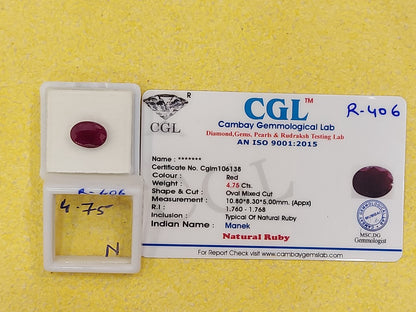 R-406
4.75
N
R
CGL
CGL™
Cambay Gemmological Lab
Diamond,Gems, Pearls & Rudraksh Testing Lab
AN ISO 9001:2015
R-406
Name : *******
Certificate No. Cglm106138
Colour : Red
Weight : 4.75 Cts.
Shape & Cut : Oval Mixed Cut
Measurement : 10.80*8.30*5.00mm. (Appx)
R.I : 1.760 - 1.768
Inclusion : Typical Of Natural Ruby
Indian Name : Manek
Natural Ruby
MSC,DG
Gemmologist
For Report Visit www.cambaygemslab.com